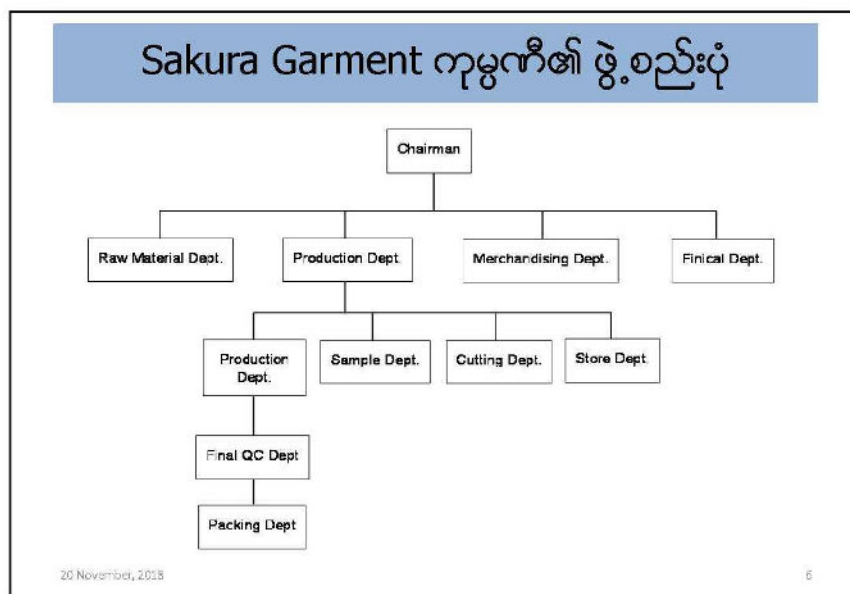 Sakura Garment ကုမ္ပဏီ၏ ဖွဲ့စည်းပုံ
Chairman
Raw Material Dept.
Production Dept.
Merchandising Dept.
Finical Dept.
Production
Dept.
Sample Dept.
Cutting Dept.
Store Dept.
Final QC Dept
Packing Dept
20 November, 2018
6